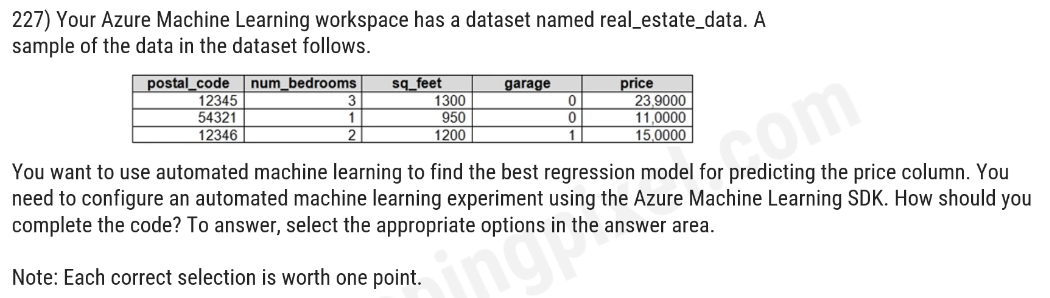 227) Your Azure Machine Learning workspace has a dataset named real_estate_data. A
sample of the data in the dataset follows.
postal_code num_bedrooms sq_feet garage price
12345 3 1300 0 23,9000
54321 1 950 0 11,0000
12346 2 1200 1 15,0000
You want to use automated machine learning to find the best regression model for predicting the price column. You
need to configure an automated machine learning experiment using the Azure Machine Learning SDK. How should you
complete the code? To answer, select the appropriate options in the answer area.
Note: Each correct selection is worth one point.